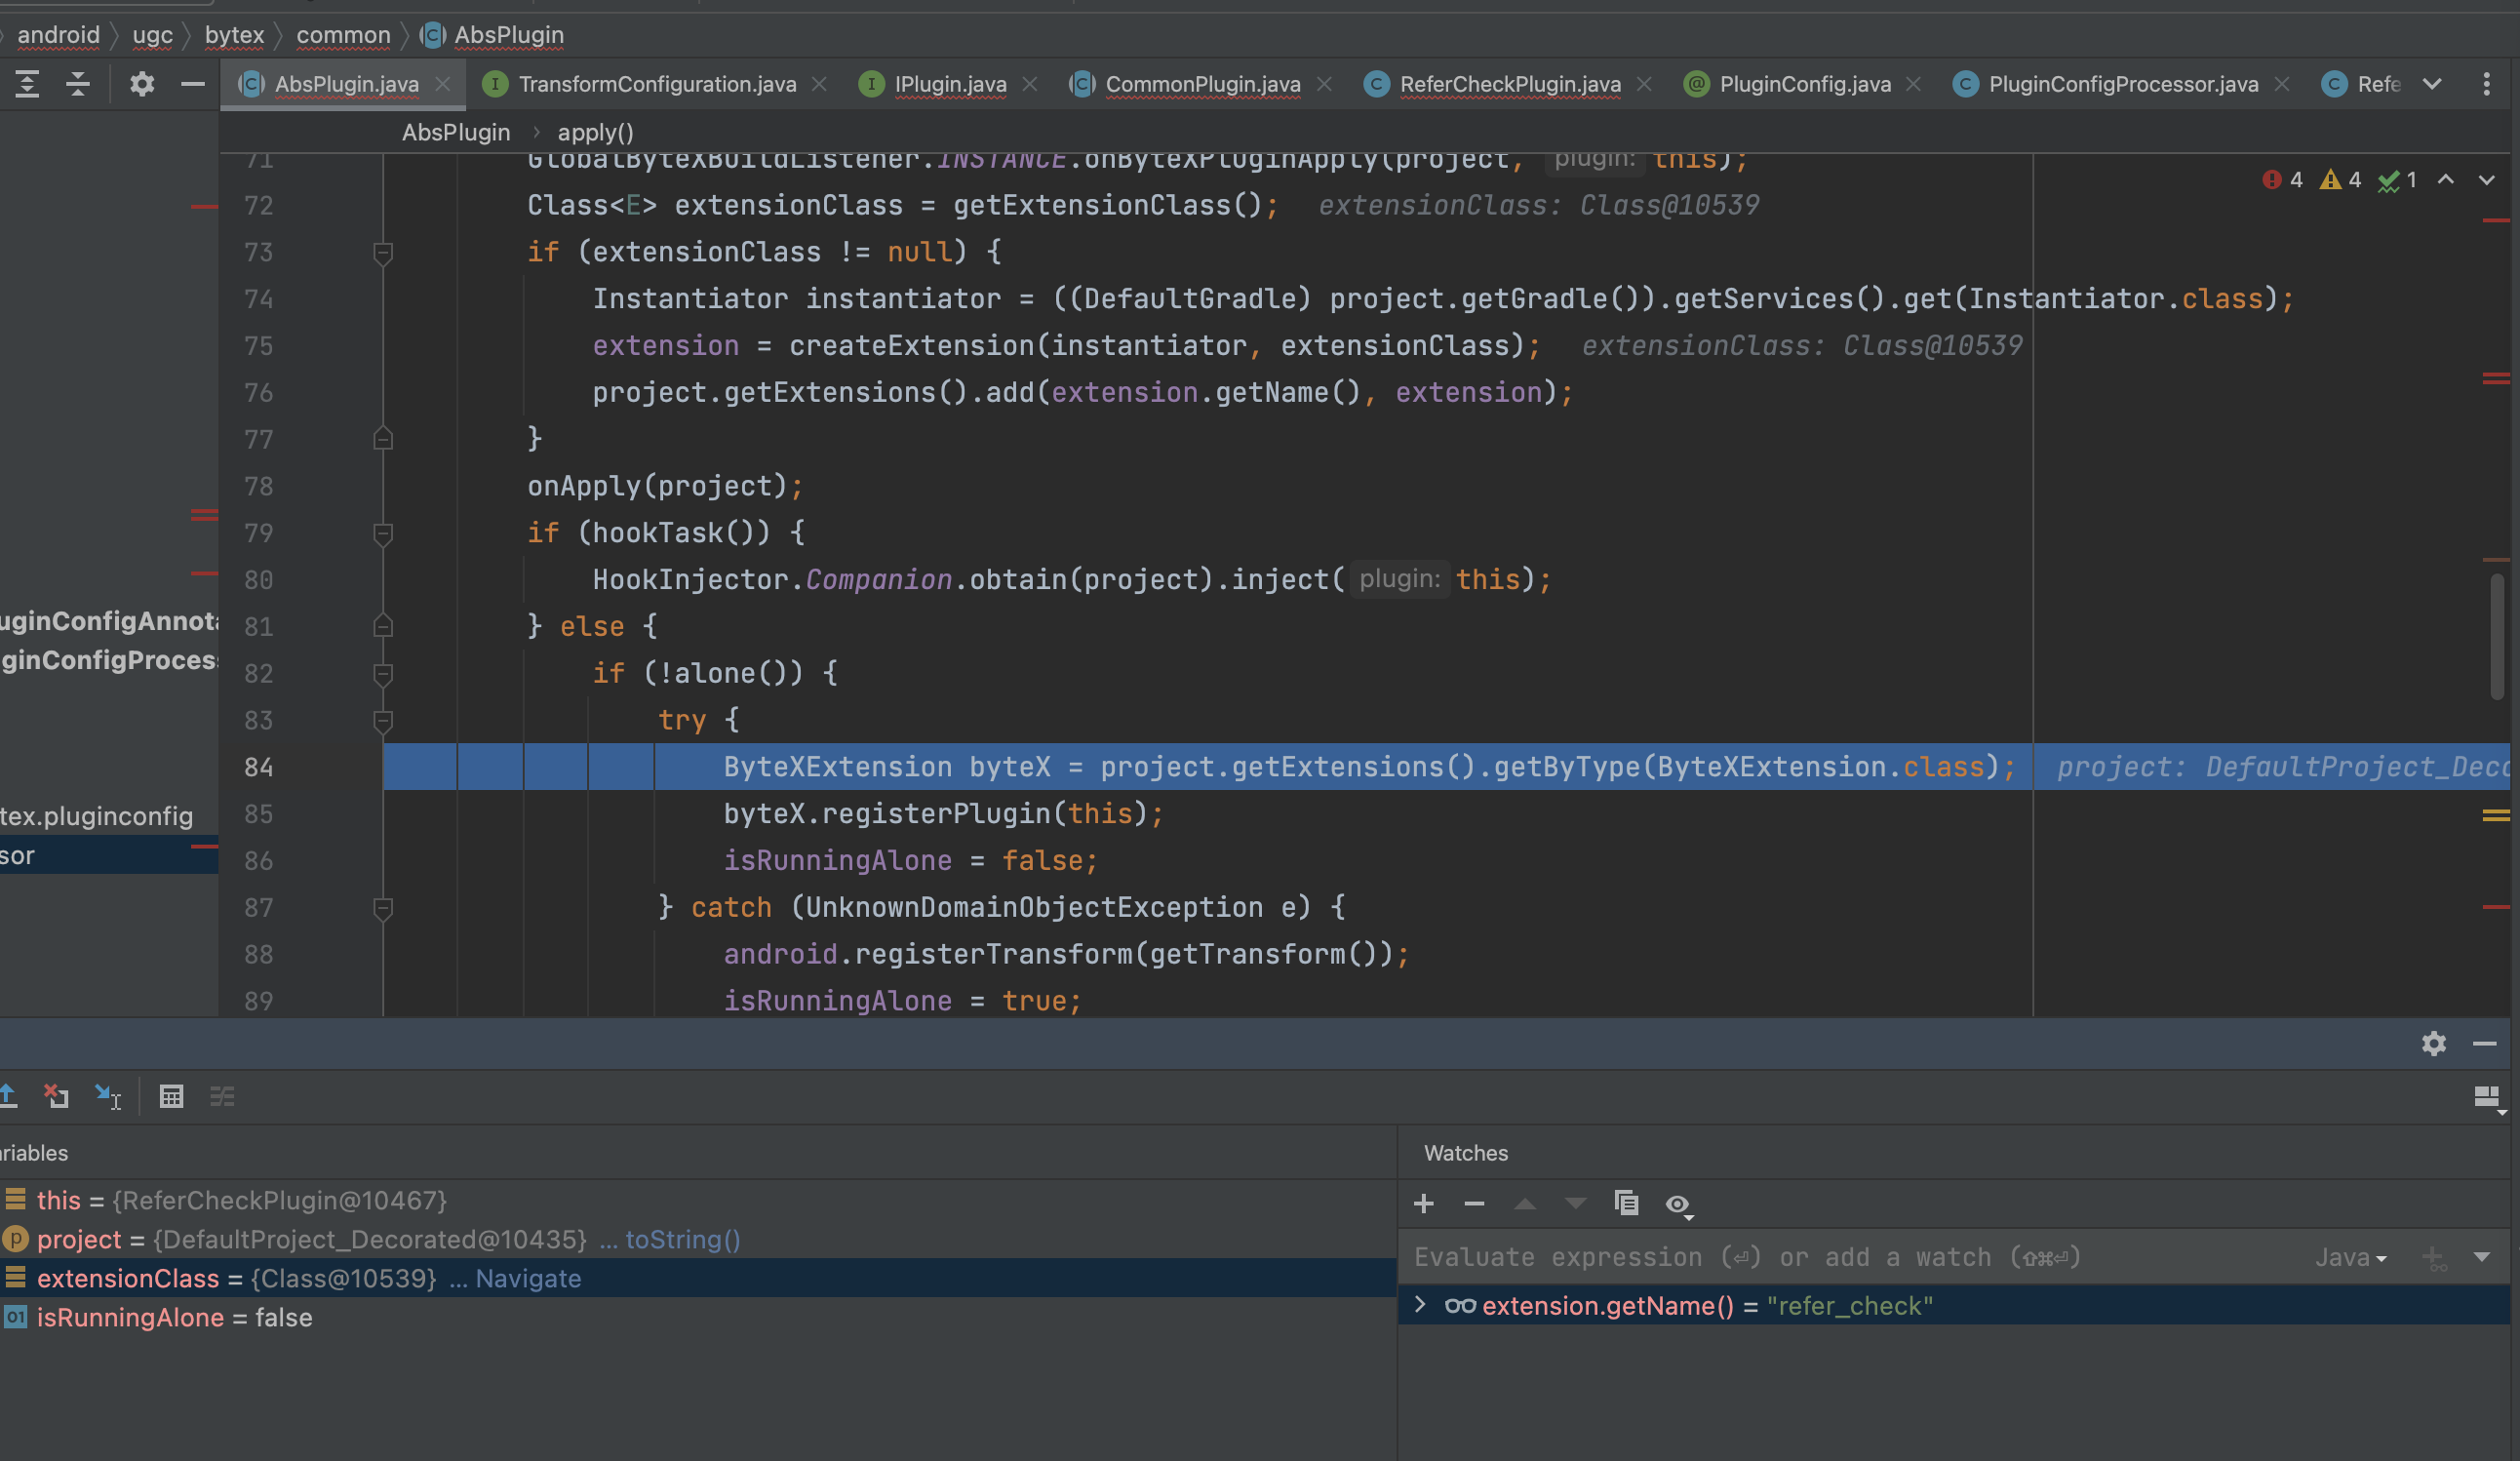 android ugc bytex common AbsPlugin
AbsPlugin.java TransformConfiguration.java IPlugin.java CommonPlugin.java ReferCheckPlugin.java PluginConfig.java PluginConfigProcessor.java Refe
AbsPlugin apply()
71 GlobalByteXBuildListener.INSTANCE.onByteXPluginApply(project, plugin: this);
4 4 1
72 Class<E> extensionClass = getExtensionClass(); extensionClass: Class@10539
73 if (extensionClass != null) {
74 Instantiator instantiator = ((DefaultGradle) project.getGradle()).getServices().get(Instantiator.class);
75 extension = createExtension(instantiator, extensionClass); extensionClass: Class@10539
76 project.getExtensions().add(extension.getName(), extension);
77 }
78 onApply(project);
79 if (hookTask()) {
80 HookInjector.Companion.obtain(project).inject( plugin: this);
81 } else {
82 if (!alone()) {
83 try {
84 ByteXExtension byteX = project.getExtensions().getByType(ByteXExtension.class); project: DefaultProject_Deco
85 byteX.registerPlugin(this);
86 isRunningAlone = false;
87 } catch (UnknownDomainObjectException e) {
88 android.registerTransform(getTransform());
89 isRunningAlone = true;
uginConfigAnnota
ginConfigProcess
tex.pluginconfig
sor
riables
this = {ReferCheckPlugin@10467}
project = {DefaultProject_Decorated@10435} ... toString()
extensionClass = {Class@10539} ... Navigate
isRunningAlone = false
Watches
Evaluate expression (⏎) or add a watch (⇧⌘⏎) Java
extension.getName() = "refer_check"